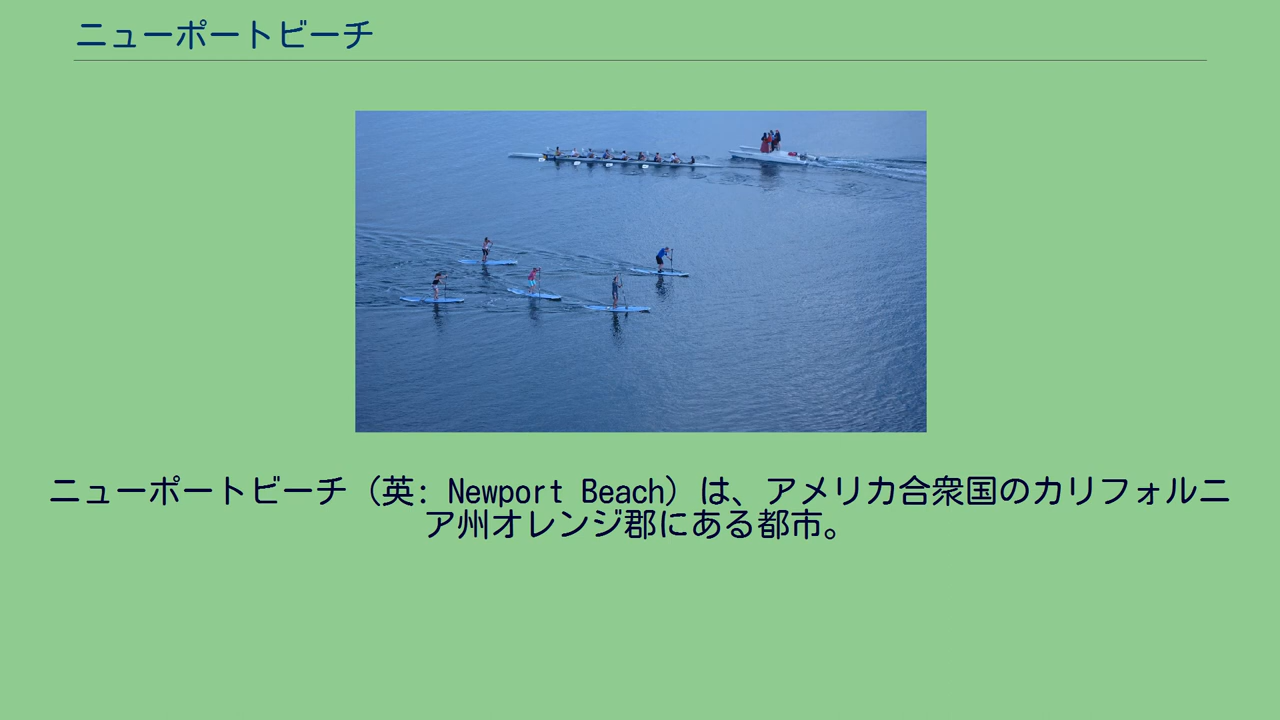 ニューポートビーチ
ニューポートビーチ（英: Newport Beach）は、アメリカ合衆国のカリフォルニ
ア州オレンジ郡にある都市。